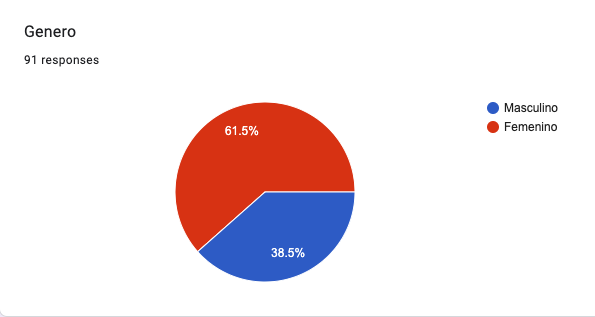 Genero
91 responses
Masculino
Femenino
61.5%
38.5%